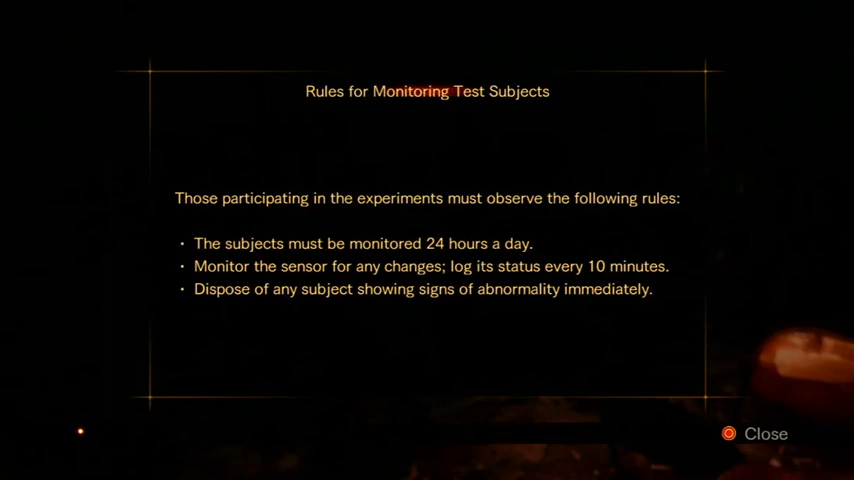 Rules for Monitoring Test Subjects
Those participating in the experiments must observe the following rules:
・ The subjects must be monitored 24 hours a day.
・ Monitor the sensor for any changes; log its status every 10 minutes.
・ Dispose of any subject showing signs of abnormality immediately.
Close